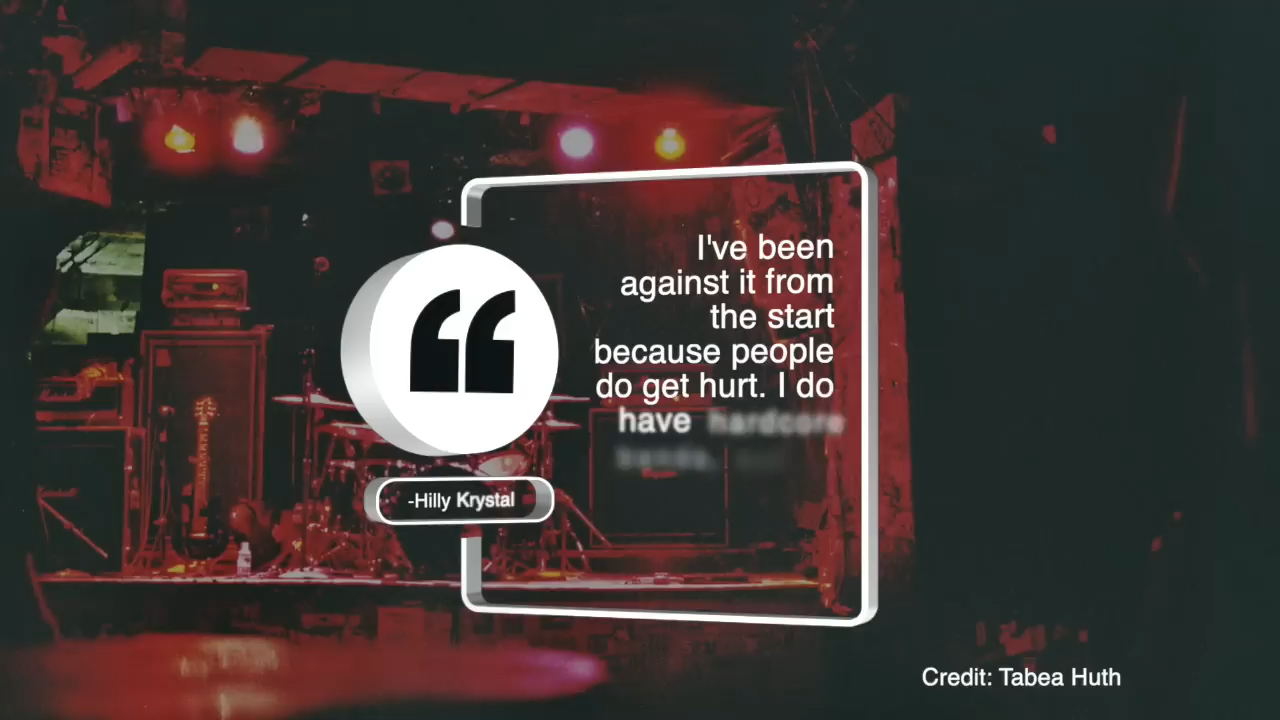 I've been
against it from
the start
because people
do get hurt. I do
have hardcore
-Hilly Krystal
Credit: Tabea Huth